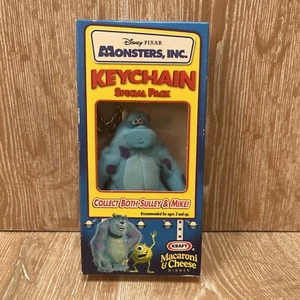 Disney PIXAR
MONSTERS, INC.
KEYCHAIN
SPECIAL PACK
COLLECT BOTH SULLEY & MIKE!
Recommended for ages 3 and up.
KRAFT
Macaroni
& Cheese
DINNER